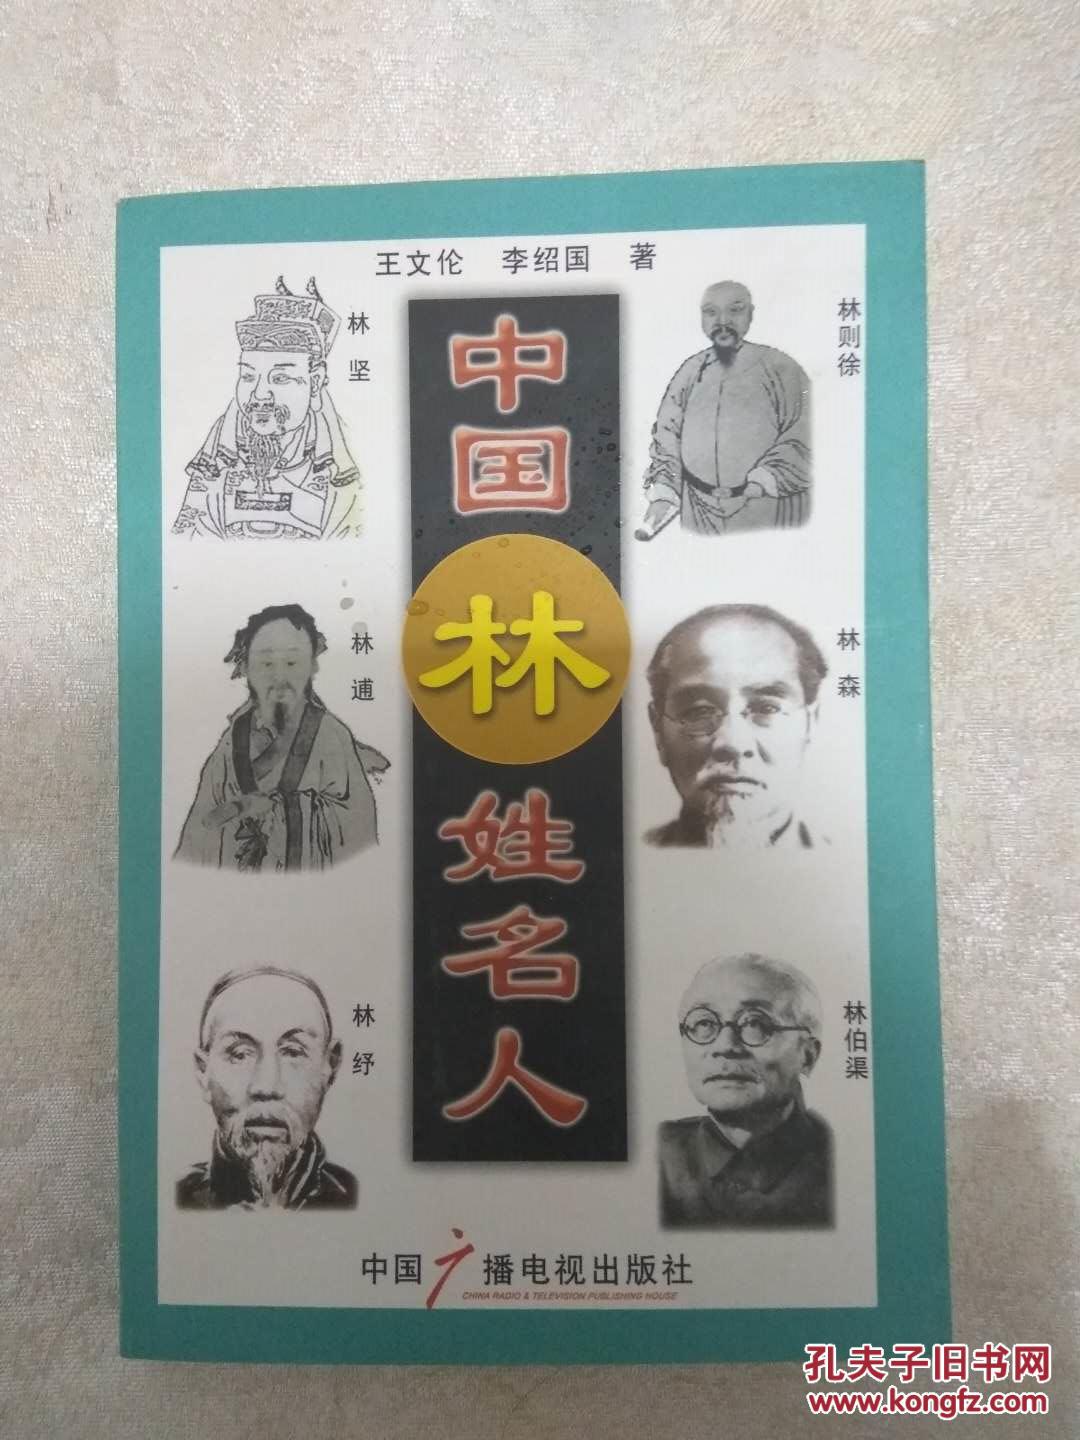 王文伦 李绍国 著
中国林姓名人
林坚
林则徐
林逋
林森
林纾
林伯渠
中国广播电视出版社
CHINA RADIO & TELEVISION PUBLISHING HOUSE
孔夫子旧书网
www.kongfz.com